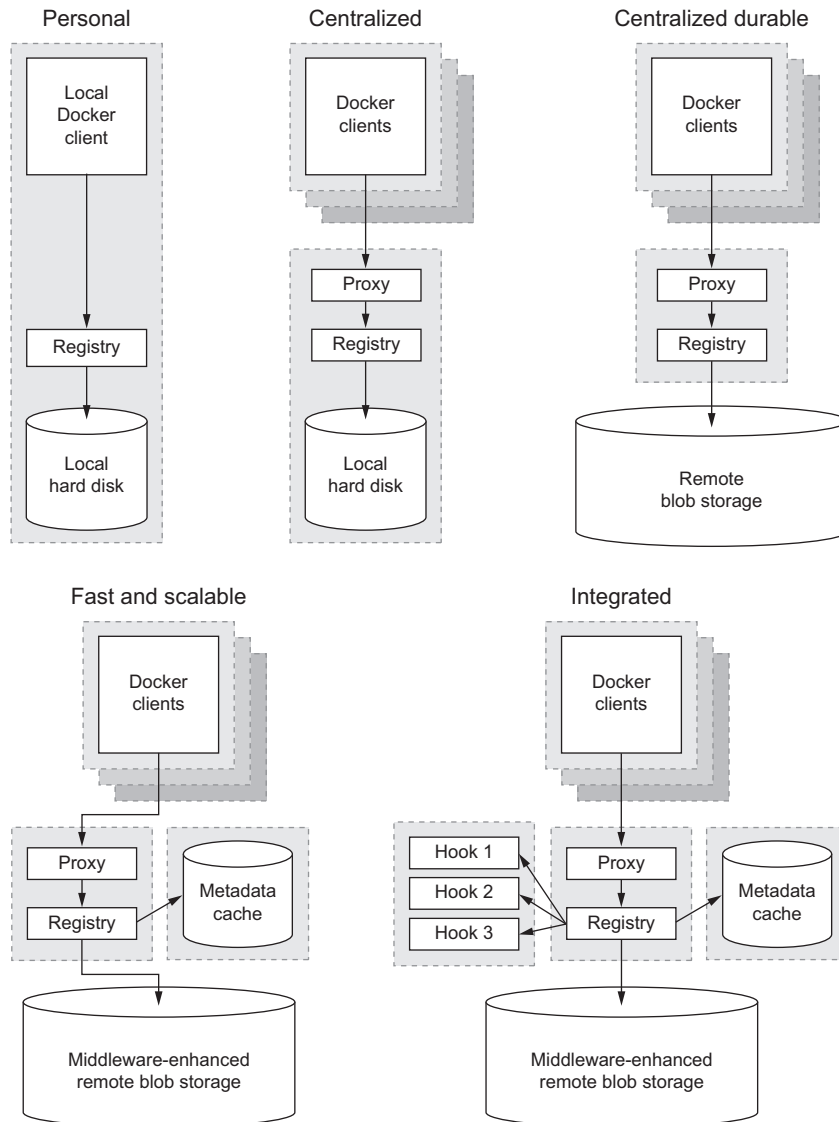 Personal
Local
Docker
client
Registry
Local
hard disk
Centralized
Docker
clients
Proxy
Registry
Local
hard disk
Centralized durable
Docker
clients
Proxy
Registry
Remote
blob storage
Fast and scalable
Docker
clients
Proxy
Registry
Metadata
cache
Middleware-enhanced
remote blob storage
Integrated
Docker
clients
Hook 1
Hook 2
Hook 3
Proxy
Registry
Metadata
cache
Middleware-enhanced
remote blob storage